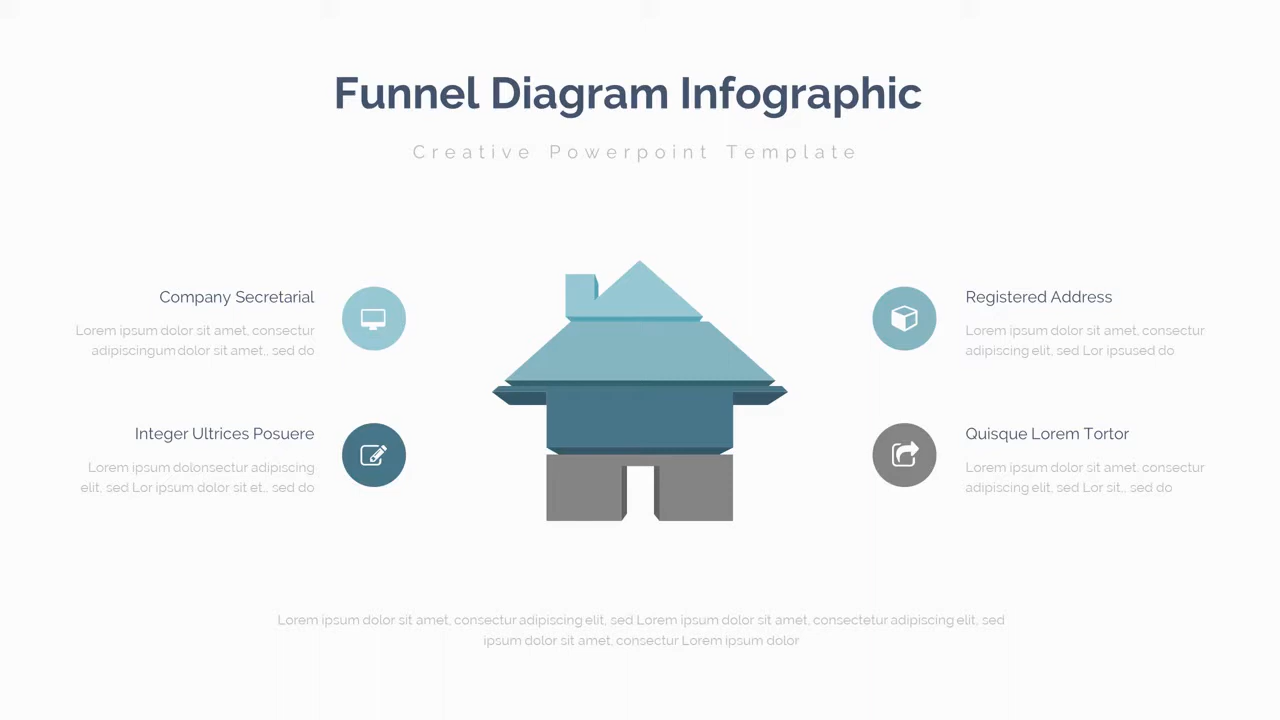 Funnel Diagram Infographic
Creative Powerpoint Template
Company Secretarial
Lorem ipsum dolor sit amet, consectur
adipiscingum dolor sit amet,, sed do
Integer Ultrices Posuere
Lorem ipsum dolonsectur adipiscing
elit, sed Lor ipsum dolor sit et,, sed do
Registered Address
Lorem ipsum dolor sit amet, consectur
adipiscing elit, sed Lor ipsused do
Quisque Lorem Tortor
Lorem ipsum dolor sit amet, consectur
adipiscing elit, sed Lor sit,, sed do
Lorem ipsum dolor sit amet, consectur adipiscing elit, sed Lorem ipsum dolor sit amet, consectetur adipiscing elit, sed
ipsum dolor sit amet, consectur Lorem ipsum dolor